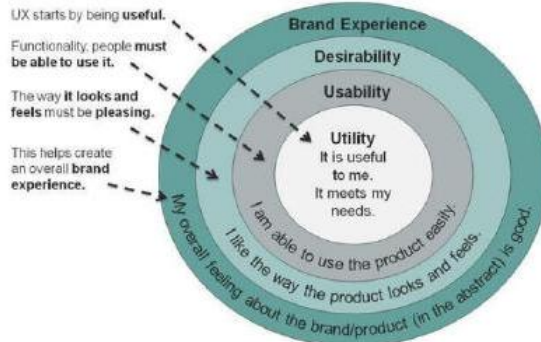 UX starts by being useful.
Functionality, people must
be able to use it.
The way it looks and
feels must be pleasing.
This helps create
an overall brand
experience.
Brand Experience
Desirability
Usability
Utility
It is useful
to me.
It meets my
needs.
I am able to use the product easily.
I like the way the product looks and feels.
My overall feeling about the brand/product (in the abstract) is good.